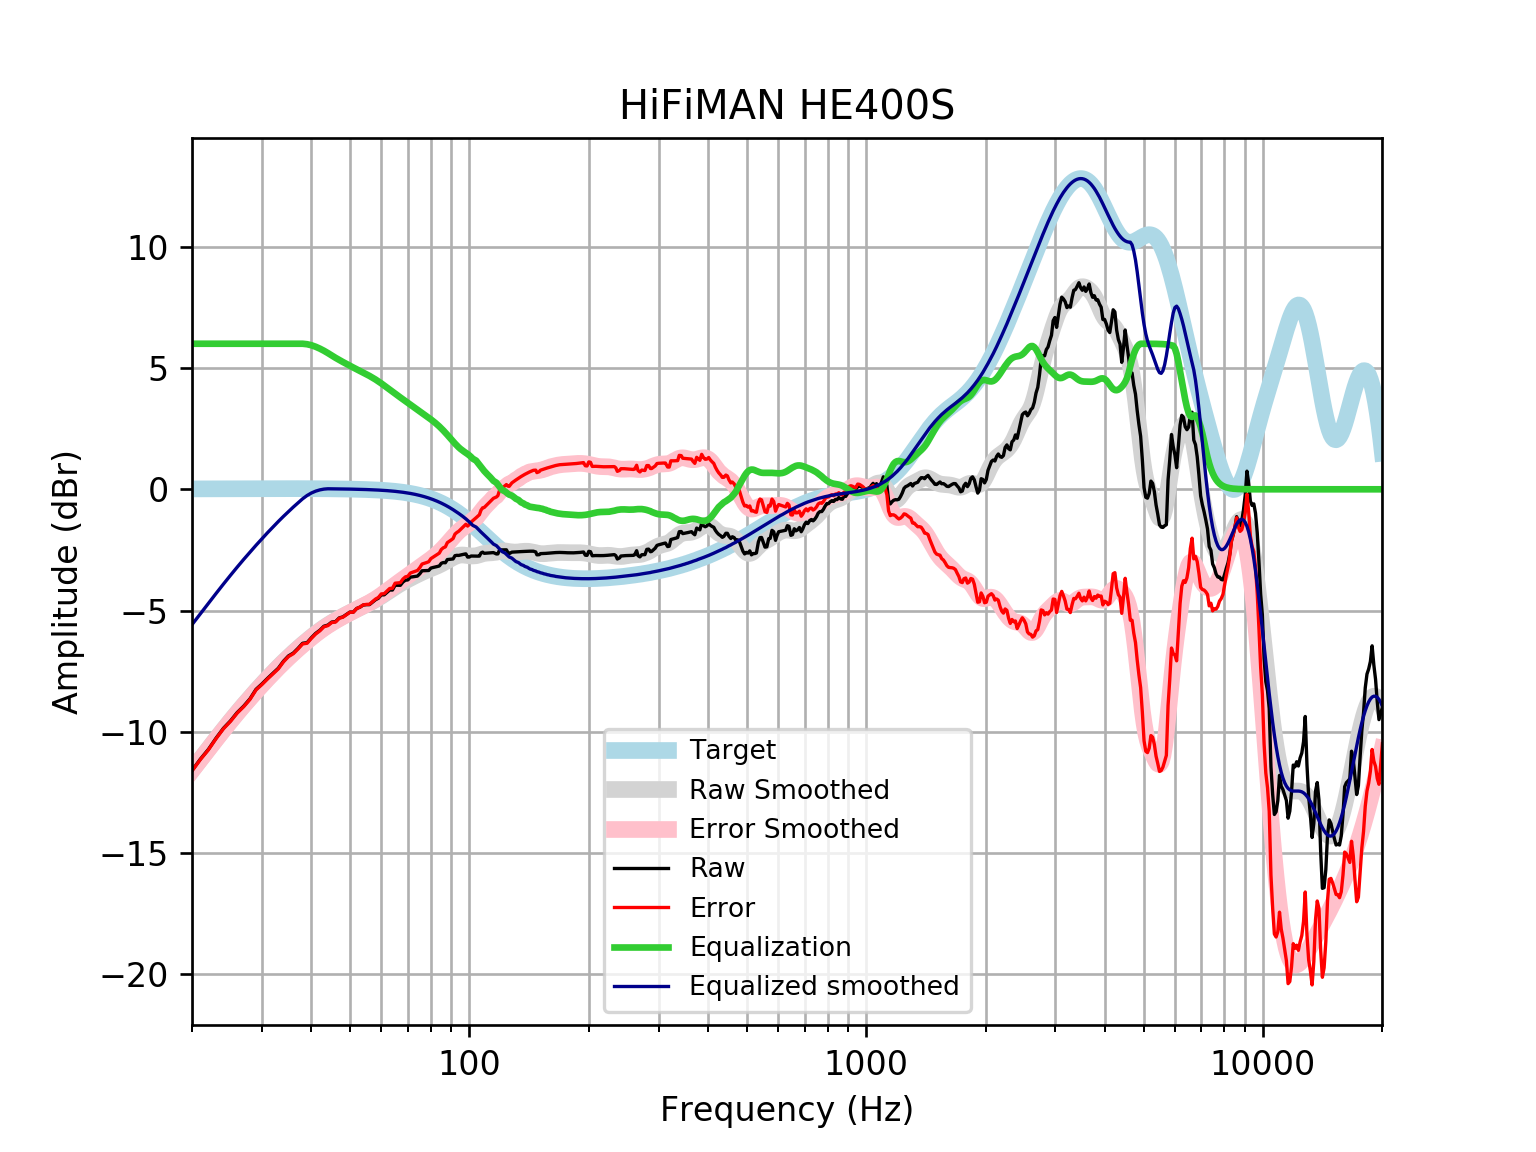 HiFiMAN HE400S
Amplitude (dBr)
10
5
0
−5
−10
−15
−20
Target
Raw Smoothed
Error Smoothed
Raw
Error
Equalization
Equalized smoothed
100
1000
10000
Frequency (Hz)